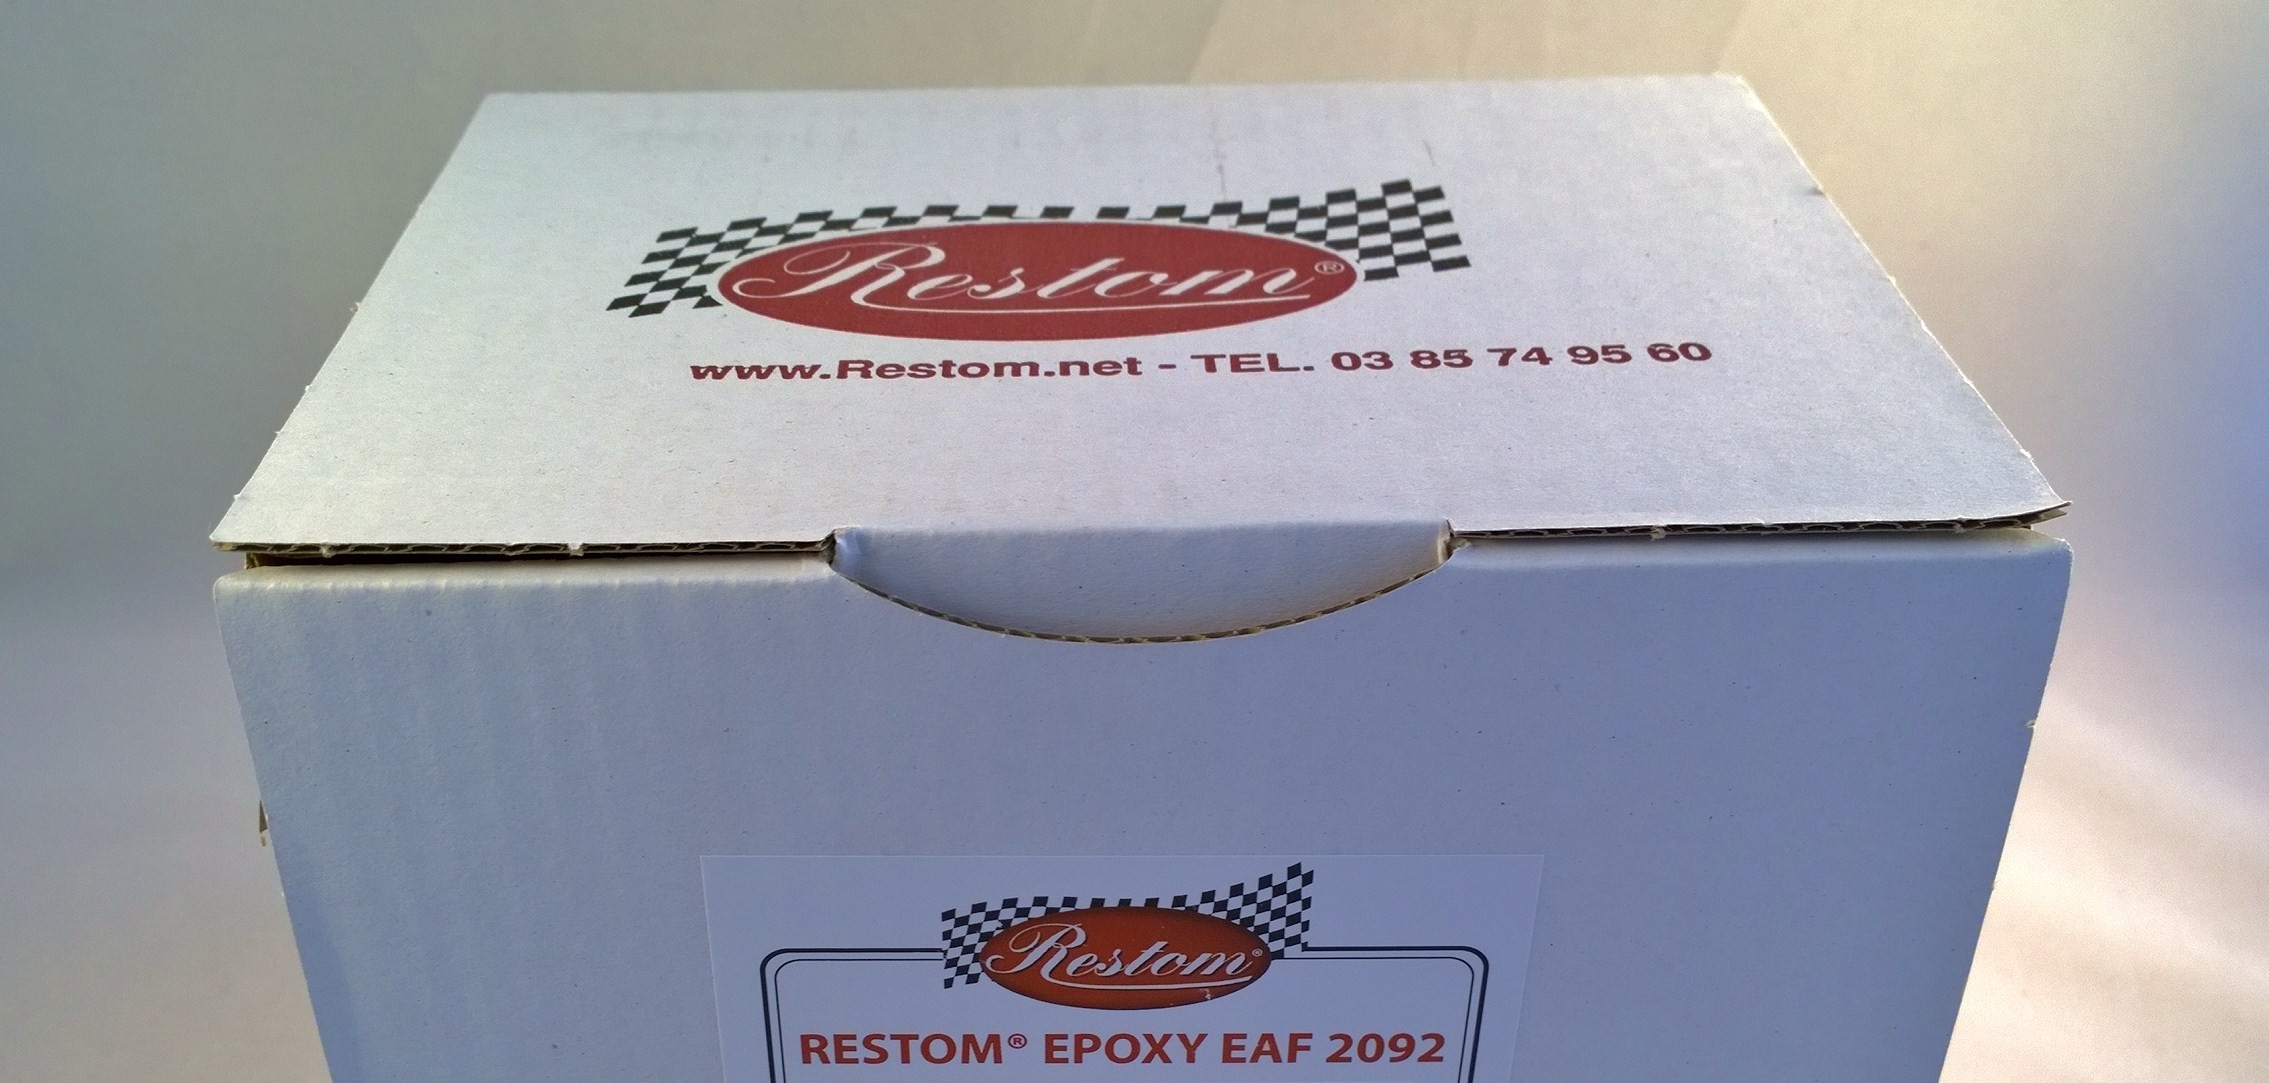 Restom®
www.Restom.net - TEL. 03 85 74 95 60
Restom®
RESTOM® EPOXY EAF 2092